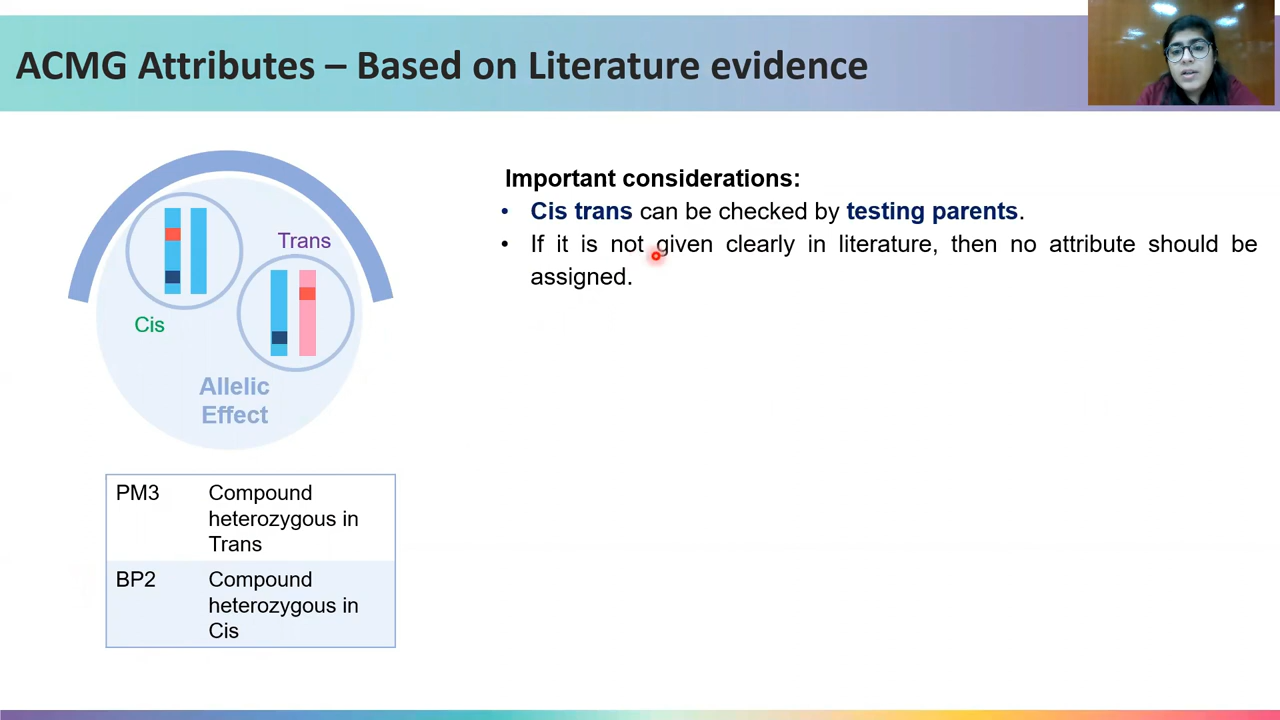 ACMG Attributes – Based on Literature evidence
Trans
Cis
Allelic
Effect
PM3 Compound
heterozygous in
Trans
BP2 Compound
heterozygous in
Cis
Important considerations:
• Cis trans can be checked by testing parents.
• If it is not given clearly in literature, then no attribute should be
assigned.